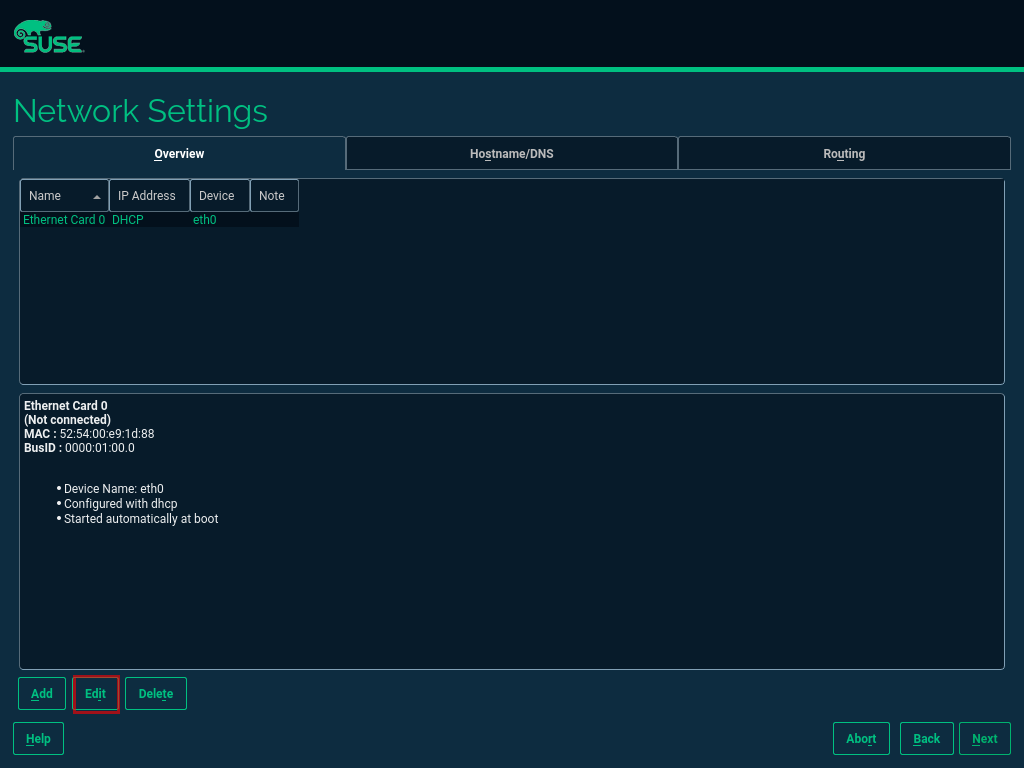 SUSE
Network Settings
Overview Hostname/DNS Routing
Name IP Address Device Note
Ethernet Card 0 DHCP eth0
Ethernet Card 0
(Not connected)
MAC : 52:54:00:e9:1d:88
BusID : 0000:01:00.0
• Device Name: eth0
• Configured with dhcp
• Started automatically at boot
Add Edit Delete
Help Abort Back Next